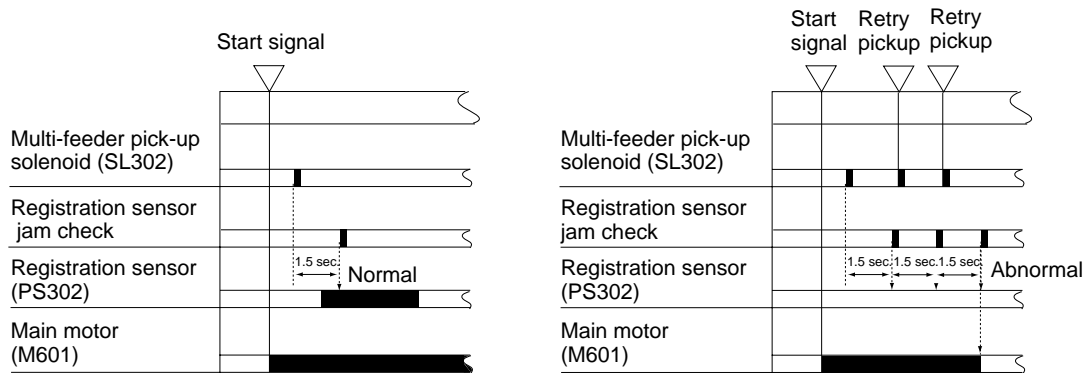 Start signal
Multi-feeder pick-up
solenoid (SL302)
Registration sensor
jam check
1.5 sec.
Normal
Registration sensor
(PS302)
Main motor
(M601)
Start
signal
Retry
pickup
Retry
pickup
Multi-feeder pick-up
solenoid (SL302)
Registration sensor
jam check
1.5 sec. 1.5 sec. 1.5 sec.
Abnormal
Registration sensor
(PS302)
Main motor
(M601)